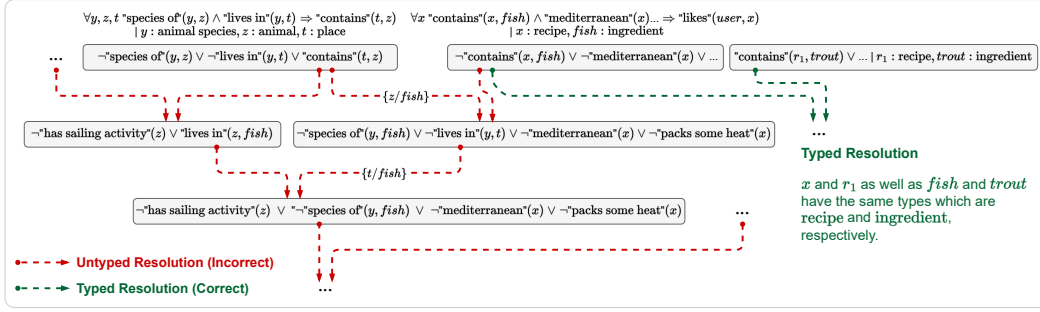 ∀y, z, t "species of"(y, z) ∧ "lives in"(y, t) ⇒ "contains"(t, z)
| y : animal species, z : animal, t : place
∀x "contains"(x, fish) ∧ "mediterranean"(x)... ⇒ "likes"(user, x)
| x : recipe, fish : ingredient
...
¬"species of"(y, z) ∨ ¬"lives in"(y, t) ∨ "contains"(t, z)
¬"contains"(x, fish) ∨ ¬"mediterranean"(x) ∨ ...
"contains"(r₁, trout) ∨ ... | r₁ : recipe, trout : ingredient
{z/fish}
¬"has sailing activity"(z) ∨ "lives in"(z, fish)
¬"species of"(y, fish) ∨ ¬"lives in"(y, t) ∨ ¬"mediterranean"(x) ∨ ¬"packs some heat"(x)
...
{t/fish}
Typed Resolution
x and r₁ as well as fish and trout
have the same types which are
recipe and ingredient,
respectively.
¬"has sailing activity"(z) ∨ "¬"species of"(y, fish) ∨ ¬"mediterranean"(x) ∨ ¬"packs some heat"(x)
...
Untyped Resolution (Incorrect)
Typed Resolution (Correct)
...